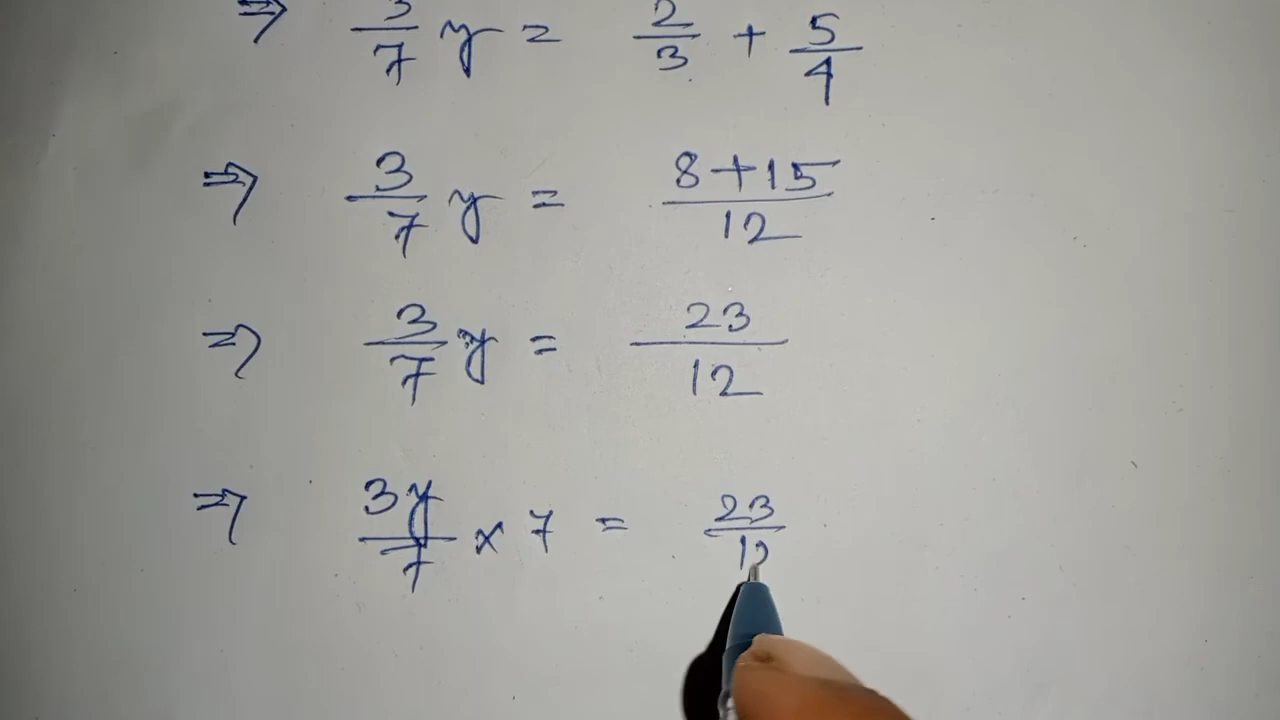 ⇒ 3/7 y = 2/3 + 5/4
⇒ 3/7 y = 8+15/12
⇒ 3/7 y = 23/12
⇒ 3y/7 × 7 = 23/12